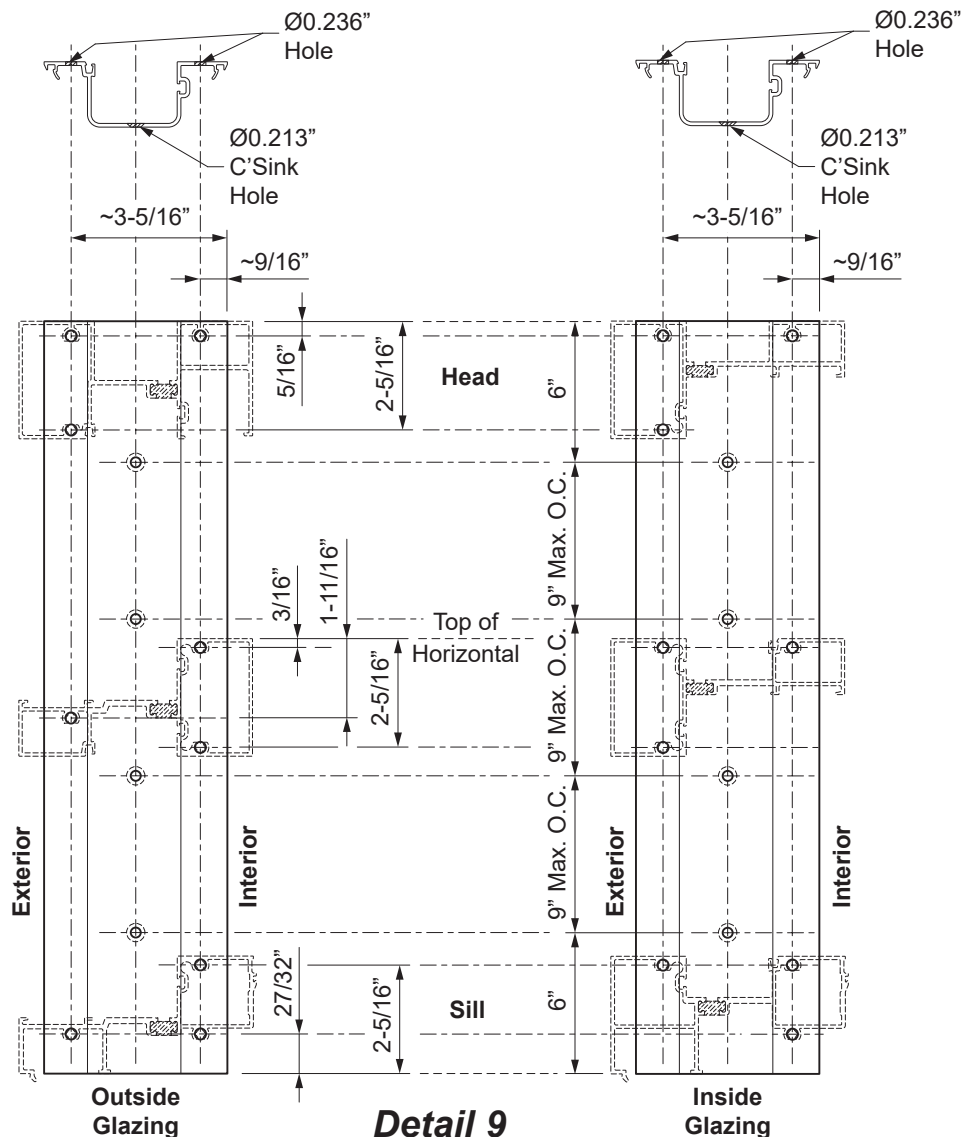 Ø0.236”
Hole
Ø0.213”
C’Sink
Hole
~3-5/16”
~9/16”
Ø0.236”
Hole
Ø0.213”
C’Sink
Hole
~3-5/16”
~9/16”
5/16”
2-5/16”
Head
6”
9” Max. O.C.
3/16”
1-11/16”
Top of
Horizontal
2-5/16”
9” Max. O.C.
9” Max. O.C.
Exterior
Interior
Exterior
Interior
27/32”
2-5/16”
Sill
6”
Outside
Glazing
Detail 9
Inside
Glazing